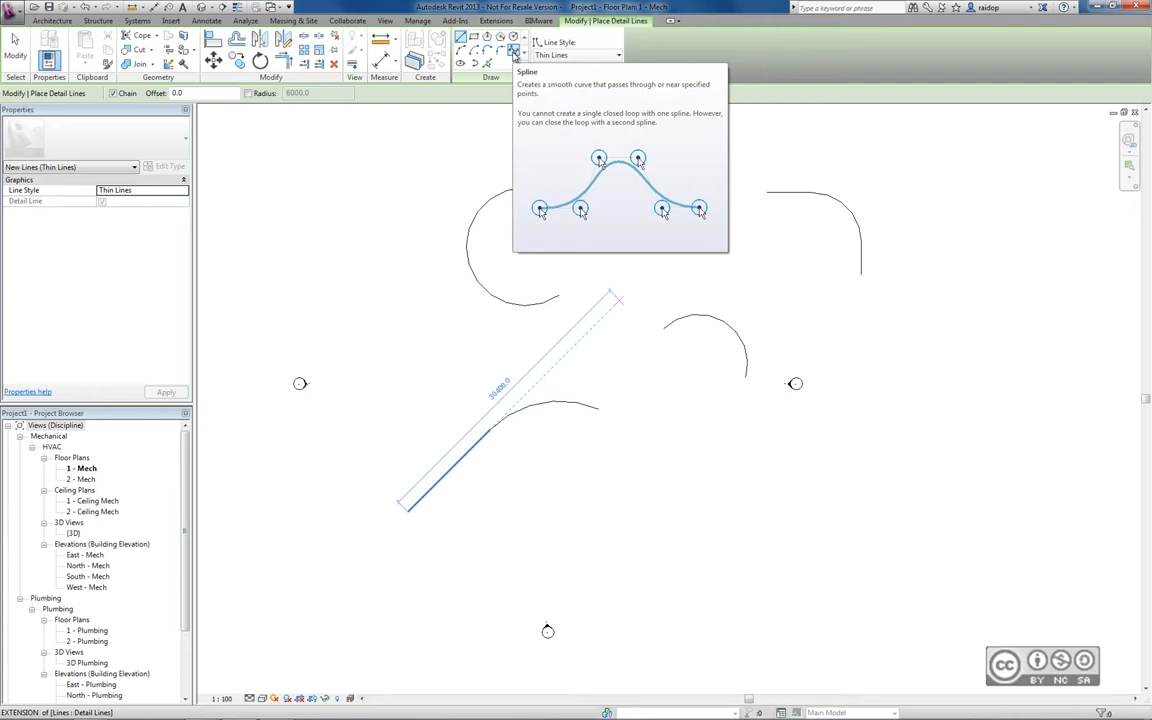 Autodesk Revit 2013 - Not For Resale Version - Project1 - Floor Plan: 1 - Mech
Type a keyword or phrase
raidop
Architecture Structure Systems Insert Annotate Analyze Massing & Site Collaborate View Manage Add-Ins Extensions BIMware Modify | Place Detail Lines
Modify
Paste
Cope
Cut
Join
Line Style:
Thin Lines
Select Properties Clipboard Geometry Modify View Measure Create Draw
Modify | Place Detail Lines Chain Offset: 0.0 Radius: 6000.0
Spline
Creates a smooth curve that passes through or near specified
points.
You cannot create a single closed loop with one spline. However,
you can close the loop with a second spline.
Properties
New Lines (Thin Lines) Edit Type
Graphics
Line Style Thin Lines
Detail Line
Properties help Apply
30400.0
Project1 - Project Browser
Views (Discipline)
Mechanical
HVAC
Floor Plans
1 - Mech
2 - Mech
Ceiling Plans
1 - Ceiling Mech
2 - Ceiling Mech
3D Views
{3D}
Elevations (Building Elevation)
East - Mech
North - Mech
South - Mech
West - Mech
Plumbing
Plumbing
Floor Plans
1 - Plumbing
2 - Plumbing
3D Views
3D Plumbing
Elevations (Building Elevation)
East - Plumbing
North - Plumbing
1 : 100
EXTENSION of [Lines : Detail Lines]
:0
Main Model
:0
cc
BY NC SA